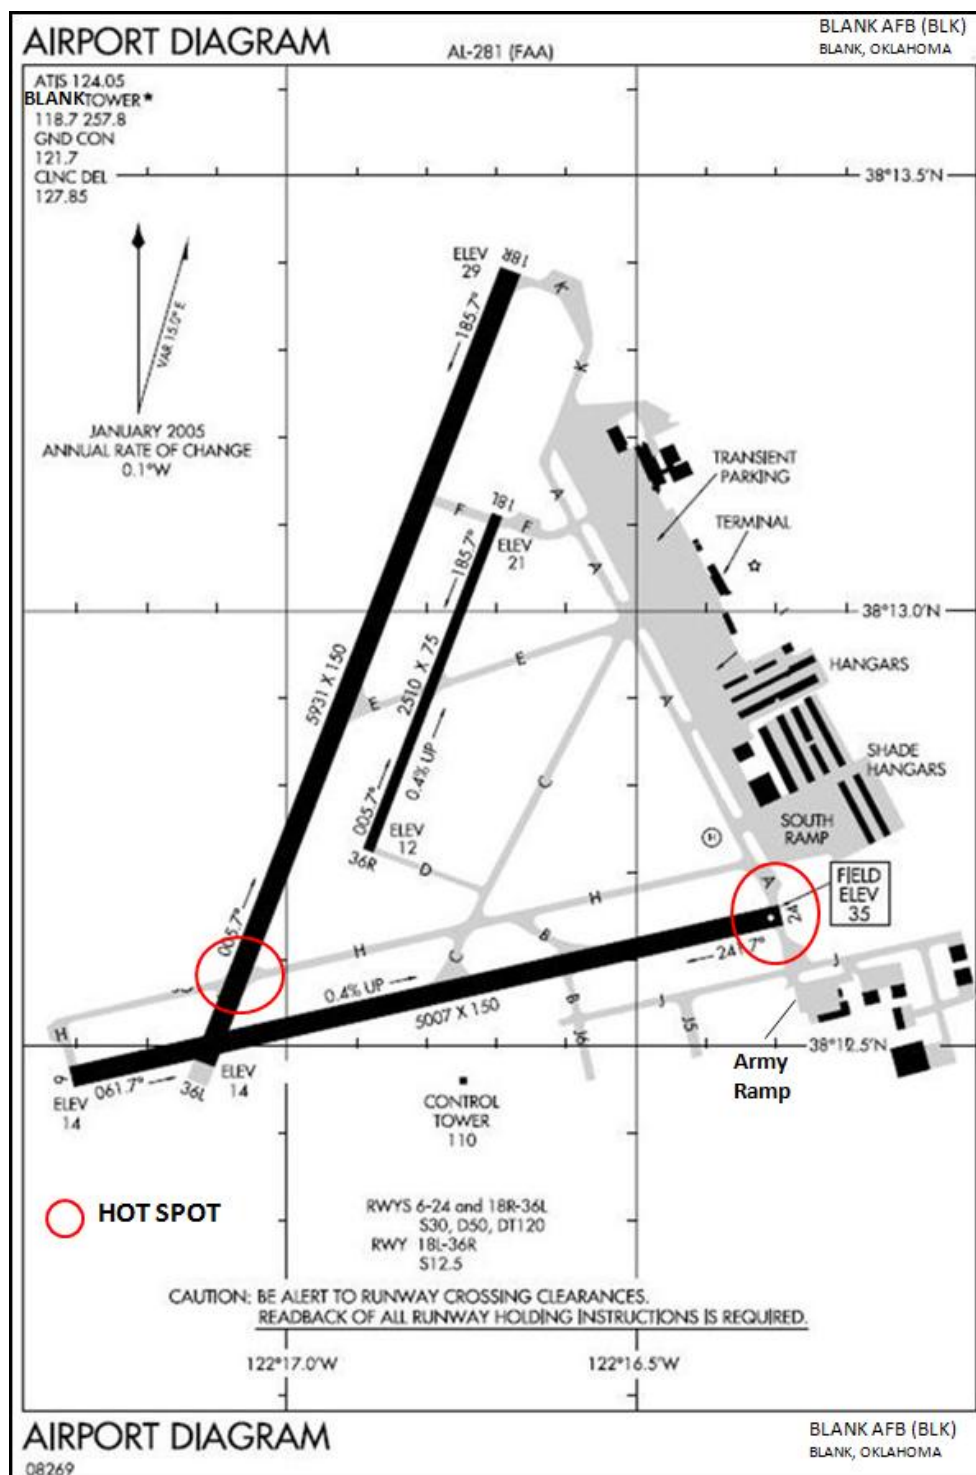 AIRPORT DIAGRAM
AL-281 (FAA)
BLANK AFB (BLK)
BLANK, OKLAHOMA
ATIS 124.05
BLANK TOWER*
118.7 257.8
GND CON
121.7
CLNC DEL
127.85
38°13.5'N
VAR 15.0° E
JANUARY 2005
ANNUAL RATE OF CHANGE
0.1°W
ELEV
29
18R
185.7°
K
K
TRANSIENT
PARKING
TERMINAL
A
A
F
18L
F
ELEV
21
185.7°
38°13.0'N
5931 X 150
2510 X 75
E
E
A
HANGARS
SHADE
HANGARS
SOUTH
RAMP
005.7°
0.4% UP
C
ELEV
12
36R
D
H
A
24
FIELD
ELEV
35
005.7°
H
H
C
B
B
241.7°
0.4% UP
5007 X 150
J
J
J5
J6
38°12.5'N
6
061.7°
36L
ELEV
14
ELEV
14
Army
Ramp
CONTROL
TOWER
110
HOT SPOT
RWYS 6-24 and 18R-36L
S30, D50, DT120
RWY 18L-36R
S12.5
CAUTION: BE ALERT TO RUNWAY CROSSING CLEARANCES.
READBACK OF ALL RUNWAY HOLDING INSTRUCTIONS IS REQUIRED.
122°17.0'W
122°16.5'W
AIRPORT DIAGRAM
08269
BLANK AFB (BLK)
BLANK, OKLAHOMA